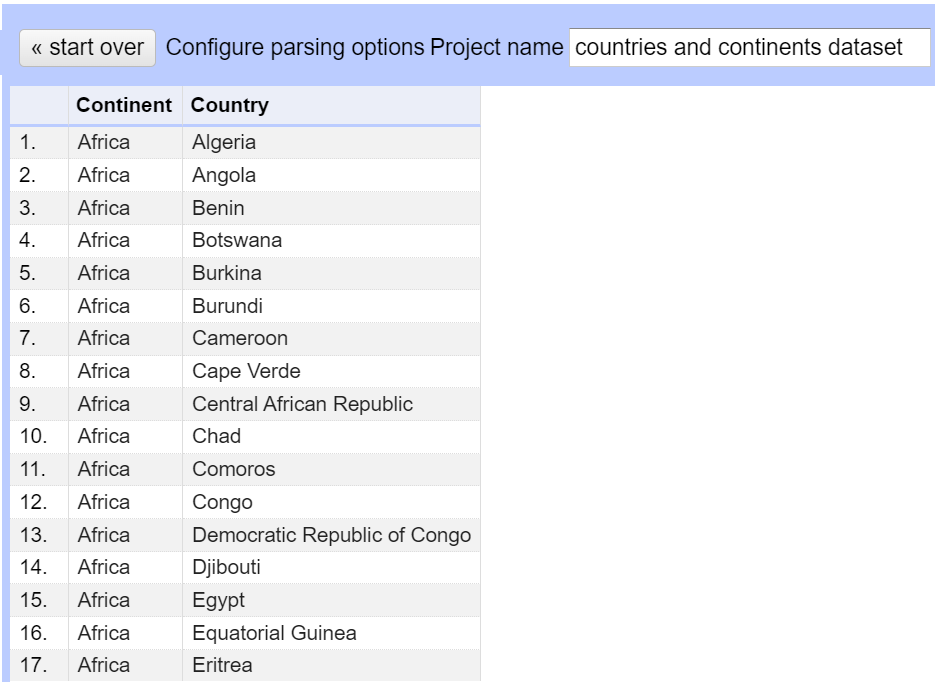 « start over Configure parsing options Project name countries and continents dataset
Continent Country
1. Africa Algeria
2. Africa Angola
3. Africa Benin
4. Africa Botswana
5. Africa Burkina
6. Africa Burundi
7. Africa Cameroon
8. Africa Cape Verde
9. Africa Central African Republic
10. Africa Chad
11. Africa Comoros
12. Africa Congo
13. Africa Democratic Republic of Congo
14. Africa Djibouti
15. Africa Egypt
16. Africa Equatorial Guinea
17. Africa Eritrea